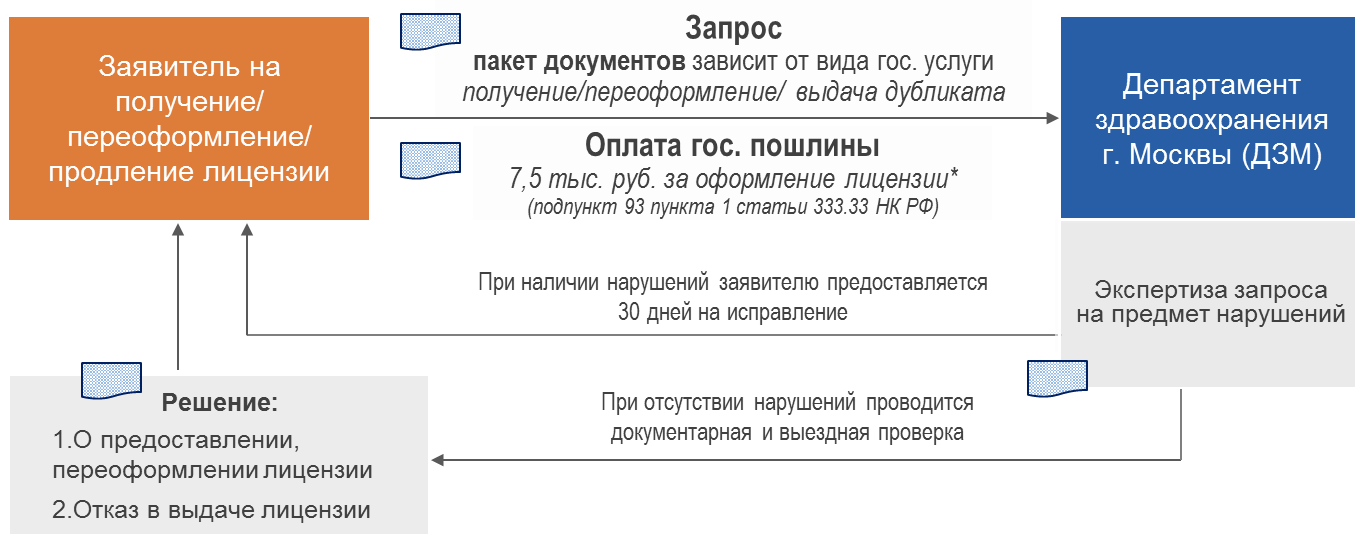 Заявитель на
получение/
переоформление/
продление лицензии
Запрос
пакет документов зависит от вида гос. услуги
получение/переоформление/ выдача дубликата
Оплата гос. пошлины
7,5 тыс. руб. за оформление лицензии*
(подпункт 93 пункта 1 статьи 333.33 НК РФ)
Департамент
здравоохранения
г. Москвы (ДЗМ)
Экспертиза запроса
на предмет нарушений
При наличии нарушений заявителю предоставляется
30 дней на исправление
При отсутствии нарушений проводится
документарная и выездная проверка
Решение:
1.О предоставлении,
переоформлении лицензии
2.Отказ в выдаче лицензии